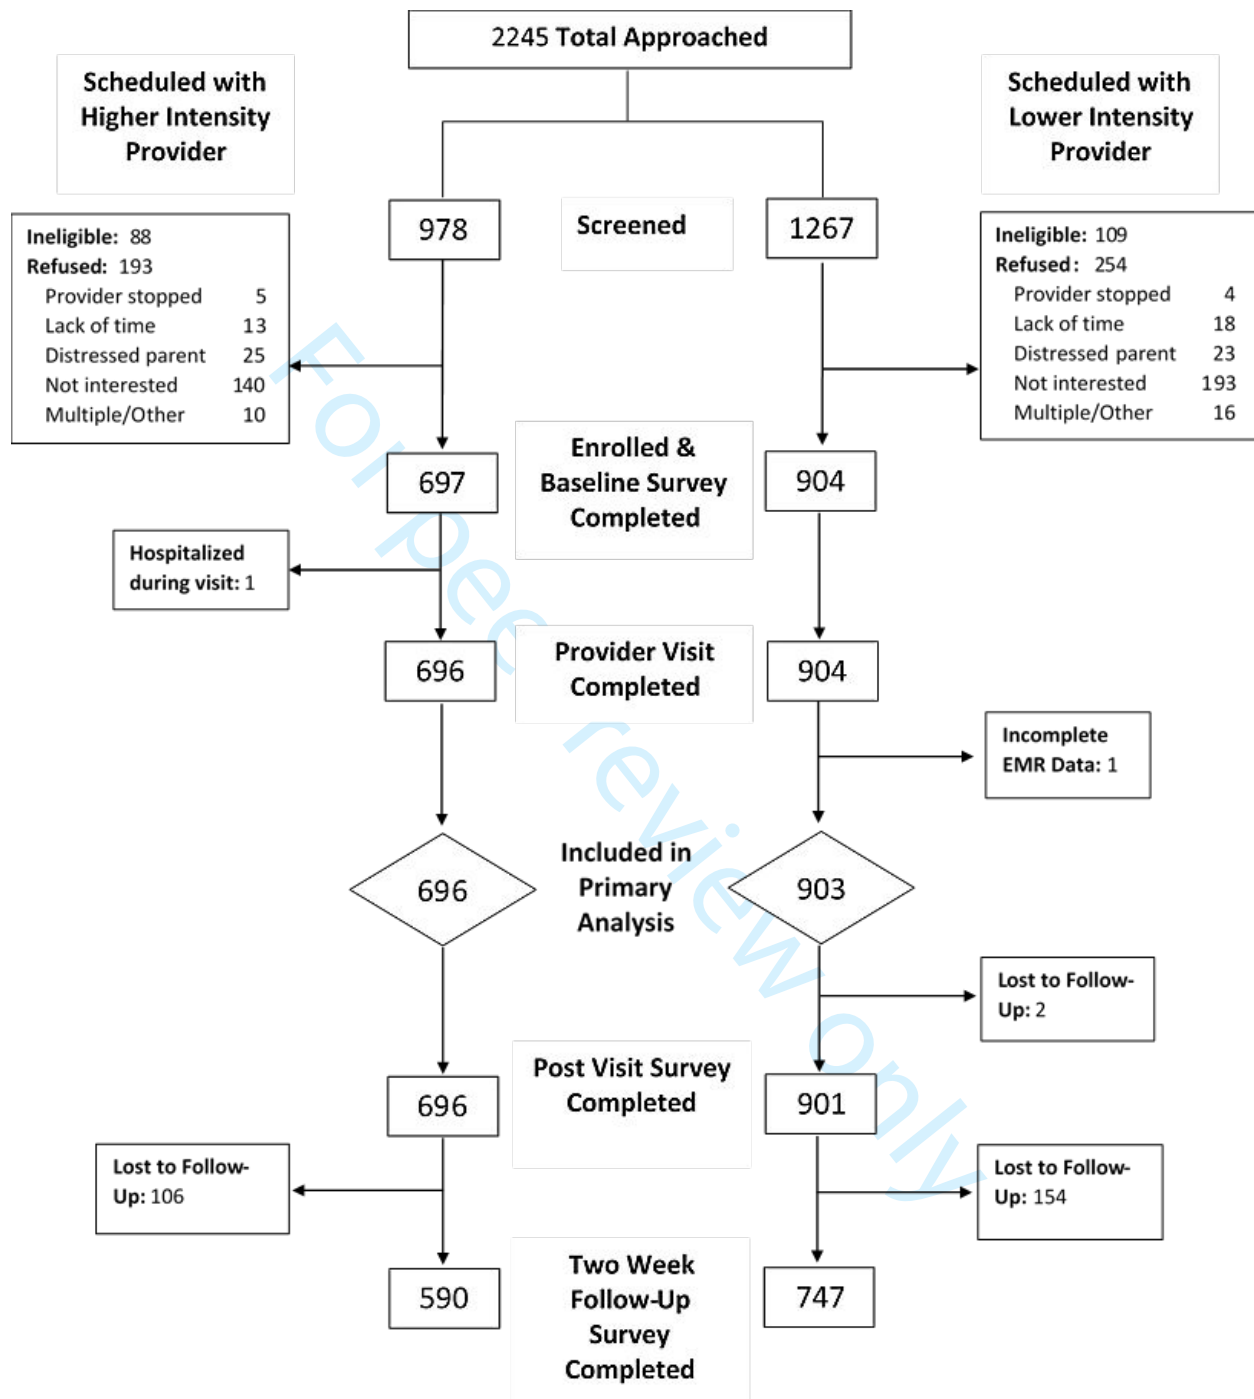 2245 Total Approached
Scheduled with
Higher Intensity
Provider
Scheduled with
Lower Intensity
Provider
978
Screened
1267
Ineligible: 88
Refused: 193
Provider stopped 5
Lack of time 13
Distressed parent 25
Not interested 140
Multiple/Other 10
Ineligible: 109
Refused: 254
Provider stopped 4
Lack of time 18
Distressed parent 23
Not interested 193
Multiple/Other 16
697
Enrolled &
Baseline Survey
Completed
904
Hospitalized
during visit: 1
696
Provider Visit
Completed
904
Incomplete
EMR Data: 1
696
Included in
Primary
Analysis
903
Lost to Follow-
Up: 2
696
Post Visit Survey
Completed
901
Lost to Follow-
Up: 106
Lost to Follow-
Up: 154
590
Two Week
Follow-Up
Survey
Completed
747
For peer review only